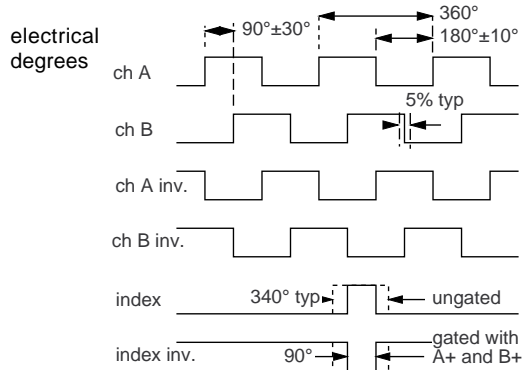 electrical
degrees
90°±30°
360°
180°±10°
ch A
5% typ
ch B
ch A inv.
ch B inv.
index
340° typ
ungated
index inv.
90°
gated with
A+ and B+